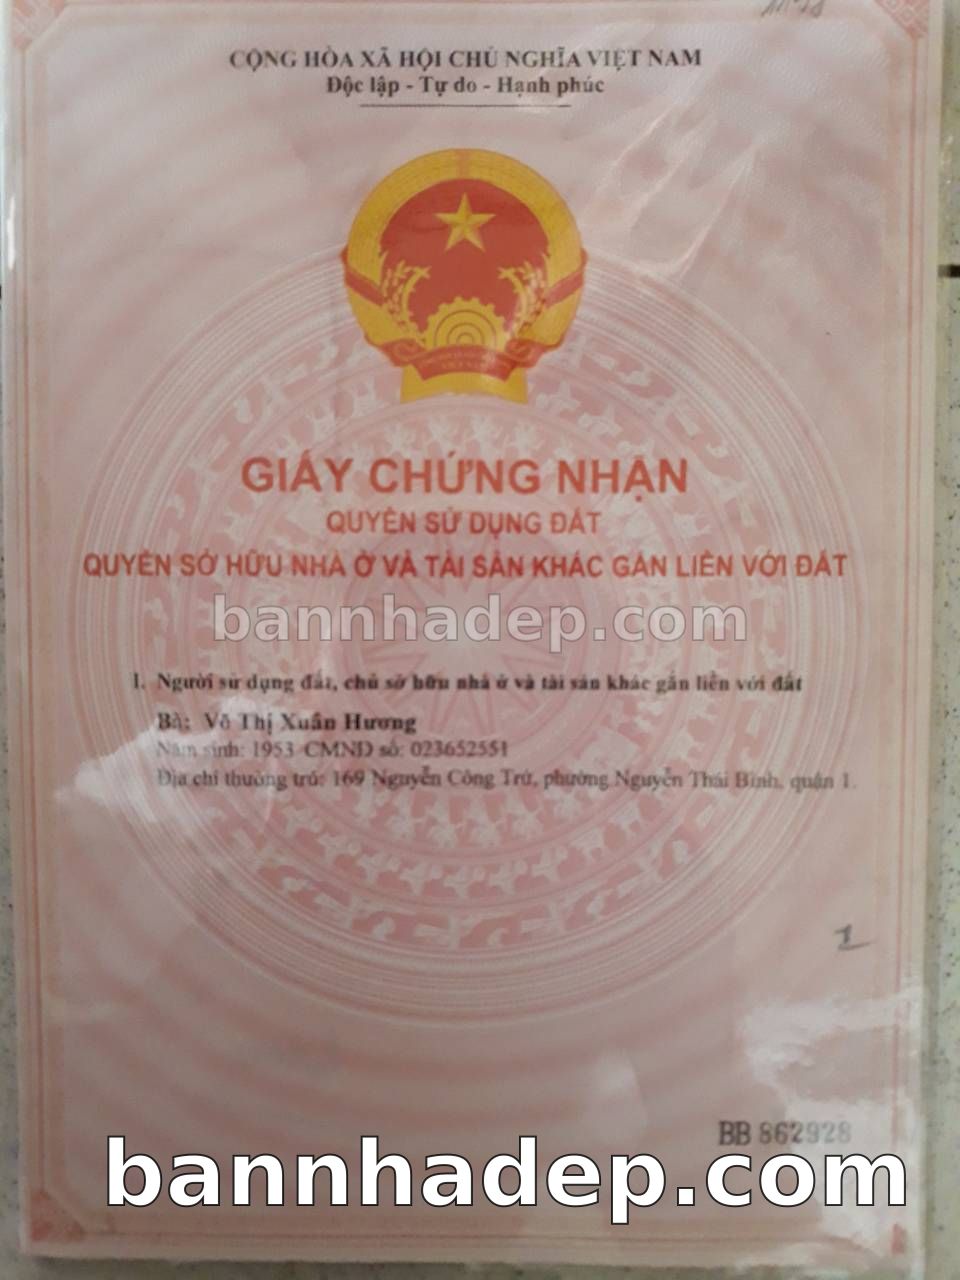 CỘNG HÒA XÃ HỘI CHỦ NGHĨA VIỆT NAM
Độc lập - Tự do - Hạnh phúc
GIẤY CHỨNG NHẬN
QUYỀN SỬ DỤNG ĐẤT
QUYỀN SỞ HỮU NHÀ Ở VÀ TÀI SẢN KHÁC GẮN LIỀN VỚI ĐẤT
bannhadep.com
I. Người sử dụng đất, chủ sở hữu nhà ở và tài sản khác gắn liền với đất
Bà: Võ Thị Xuân Hương
Năm sinh: 1953 CMND số: 023652551
Địa chỉ thường trú: 169 Nguyễn Công Trứ, phường Nguyễn Thái Bình, quận 1.
1
BB 862928
bannhadep.com